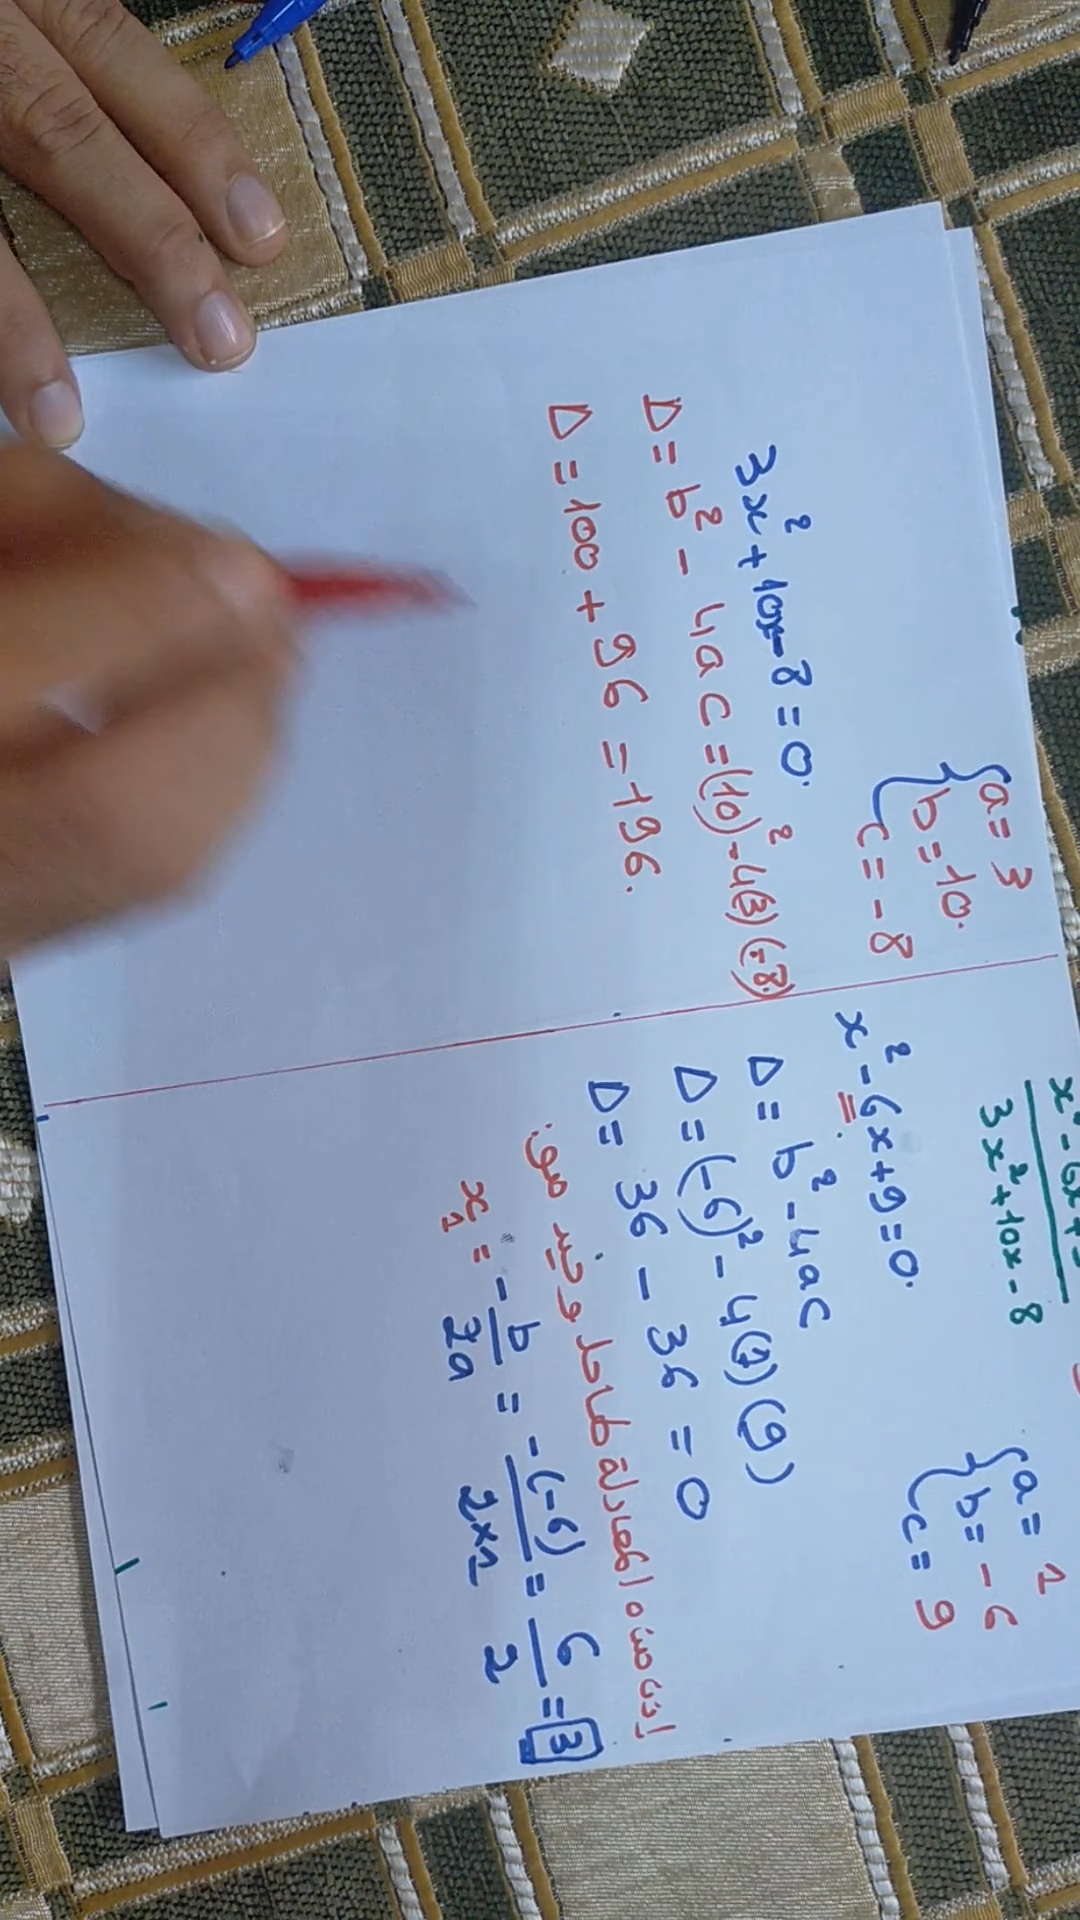 3x² + 10x - 8 = 0.
{ a = 3
b = 10.
c = - 8
Δ = b² - 4ac = (10)² - 4(3)(-8)
Δ = 100 + 96 = 196.
3x² + 10x - 8
x² - 6x + 9 = 0.
{ a = 1
b = - 6
c = 9
Δ = b² - 4ac
Δ = (-6)² - 4(1)(9)
Δ = 36 - 36 = 0
إذن هذه المعادلة لها حل وحيد هو:
x₁ = -b/2a = -(-6)/2×1 = 6/2 = 3